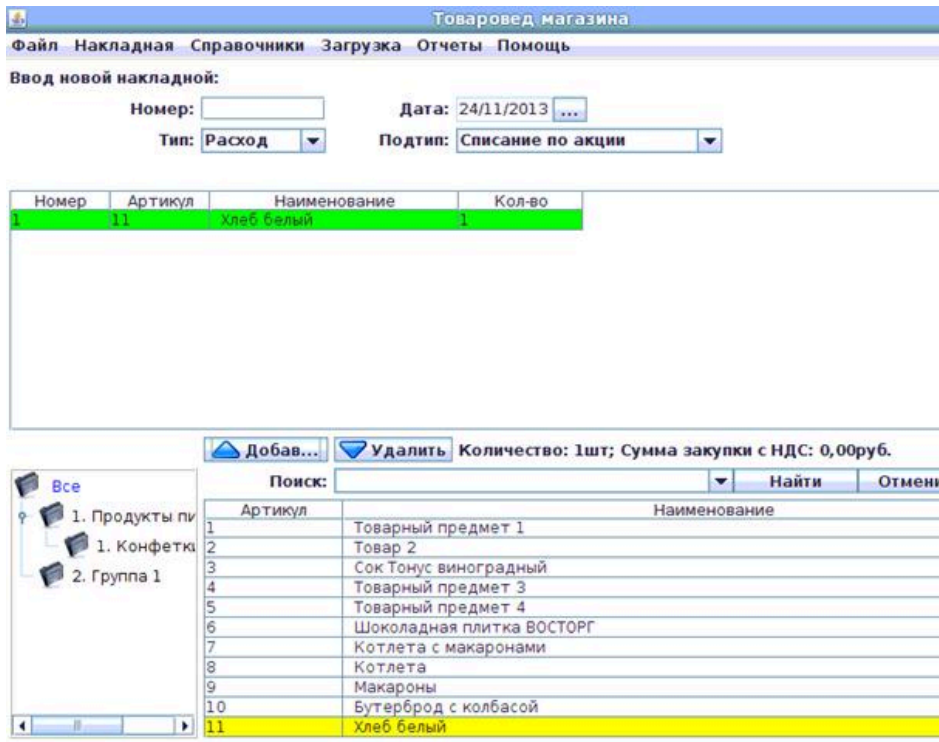 Товаровед магазина
Файл Накладная Справочники Загрузка Отчеты Помощь
Ввод новой накладной:
Номер: Дата: 24/11/2013 ...
Тип: Расход Подтип: Списание по акции
Номер Артикул Наименование Кол-во
1 11 Хлеб белый 1
Добав... Удалить Количество: 1шт; Сумма закупки с НДС: 0,00руб.
Поиск: Найти Отмени
Все
1. Продукты пи
1. Конфетки
2. Группа 1
Артикул Наименование
1 Товарный предмет 1
2 Товар 2
3 Сок Тонус виноградный
4 Товарный предмет 3
5 Товарный предмет 4
6 Шоколадная плитка ВОСТОРГ
7 Котлета с макаронами
8 Котлета
9 Макароны
10 Бутерброд с колбасой
11 Хлеб белый